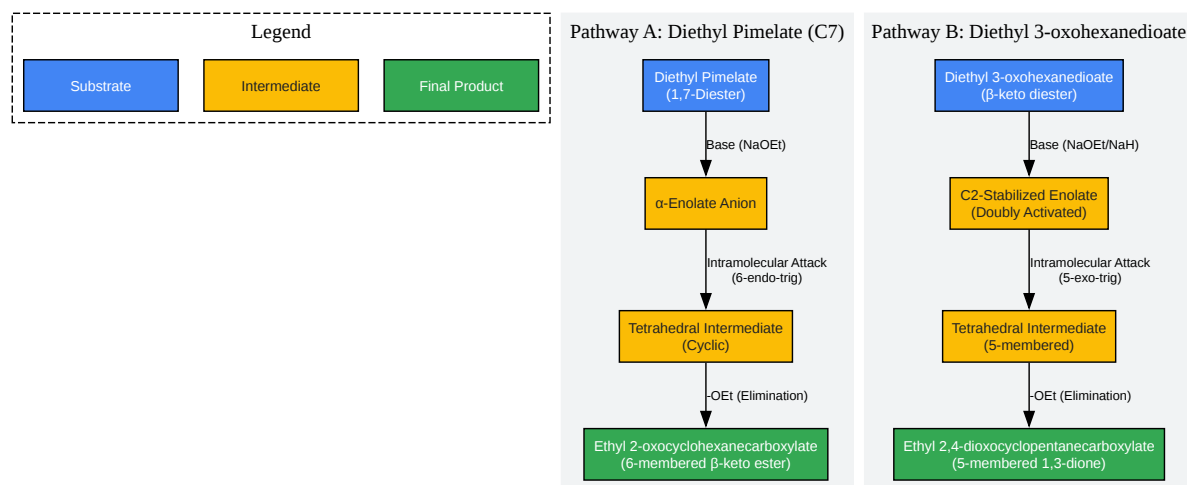 Legend
Substrate
Intermediate
Final Product
Pathway A: Diethyl Pimelate (C7)
Diethyl Pimelate
(1,7-Diester)
Base (NaOEt)
α-Enolate Anion
Intramolecular Attack
(6-endo-trig)
Tetrahedral Intermediate
(Cyclic)
-OEt (Elimination)
Ethyl 2-oxocyclohexanecarboxylate
(6-membered β-keto ester)
Pathway B: Diethyl 3-oxohexanedioate
Diethyl 3-oxohexanedioate
(β-keto diester)
Base (NaOEt/NaH)
C2-Stabilized Enolate
(Doubly Activated)
Intramolecular Attack
(5-exo-trig)
Tetrahedral Intermediate
(5-membered)
-OEt (Elimination)
Ethyl 2,4-dioxocyclopentanecarboxylate
(5-membered 1,3-dione)